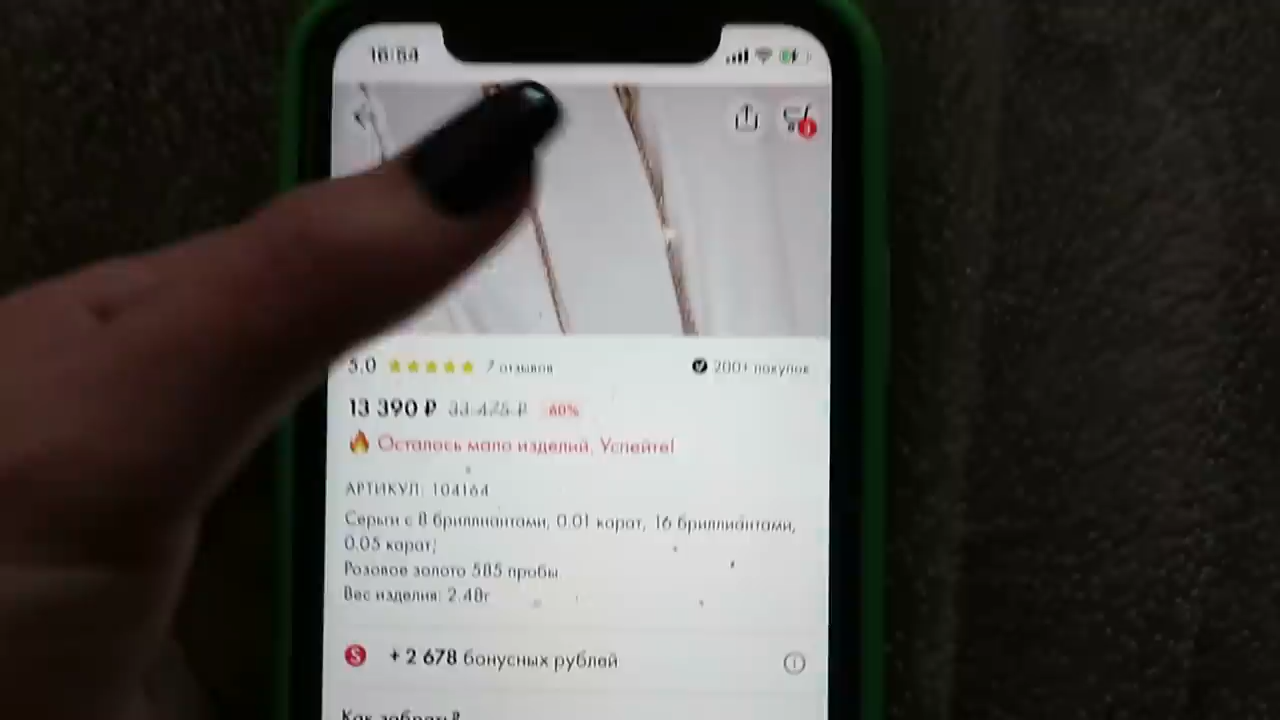 16:54
5.0 7 отзывов 200+ покупок
13 390 ₽ 33 475 ₽ -60%
Осталось мало изделий, Успейте!
АРТИКУЛ: 104164
Серьги с 8 бриллиантами, 0.01 карат, 16 бриллиантами,
0.05 карат;
Розовое золото 585 пробы
Вес изделия: 2.48г
S + 2 678 бонусных рублей